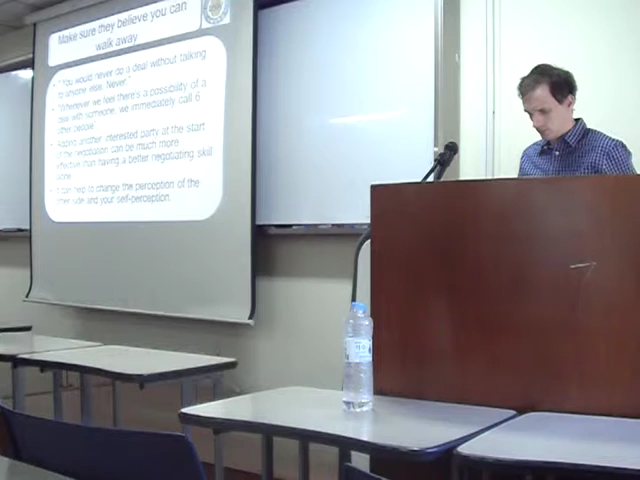 Make sure they believe you can
walk away
• "You would never do a deal without talking
to anyone else. Never."
• "Whenever we feel there's a possibility of a
deal with someone, we immediately call 6
other people"
• Adding another interested party at the start
of the negotiation can be much more
effective than having a better negotiating skill
alone
• It can help to change the perception of the
other side and your self-perception.